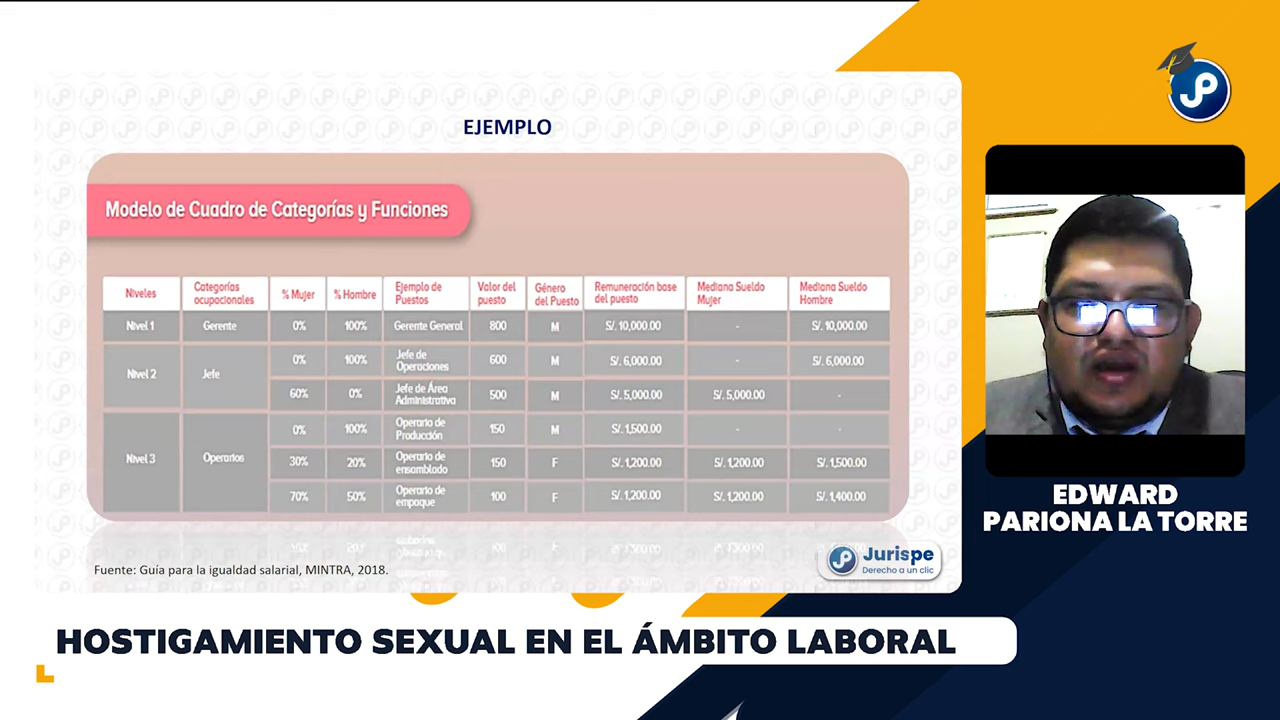 EJEMPLO
Modelo de Cuadro de Categorías y Funciones
Niveles
Categorías ocupacionales
% Mujer
% Hombre
Ejemplo de Puestos
Valor del puesto
Género del Puesto
Remuneración base del puesto
Mediana Sueldo Mujer
Mediana Sueldo Hombre
Nivel 1 Gerente 0% 100% Gerente General 800 M S/. 10,000.00 - S/. 10,000.00
Nivel 2 Jefe 0% 100% Jefe de Operaciones 600 M S/. 6,000.00 - S/. 6,000.00
60% 0% Jefe de Área Administrativa 500 M S/. 5,000.00 S/. 5,000.00 -
Nivel 3 Operarios 0% 100% Operario de Producción 150 M S/. 1,500.00 - -
30% 20% Operario de ensamblado 150 F S/. 1,200.00 S/. 1,200.00 S/. 1,500.00
70% 50% Operario de empaque 100 F S/. 1,200.00 S/. 1,200.00 S/. 1,400.00
Fuente: Guía para la igualdad salarial, MINTRA, 2018.
JP Jurispe
Derecho a un clic
HOSTIGAMIENTO SEXUAL EN EL ÁMBITO LABORAL
JP
EDWARD
PARIONA LA TORRE